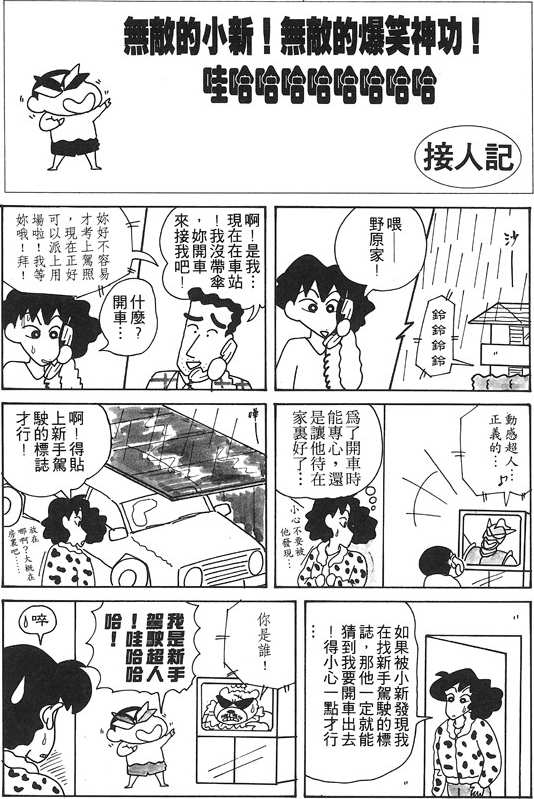 無敵的小新！無敵的爆笑神功！
哇哈哈哈哈哈哈哈哈
接人記
沙
鈴鈴鈴鈴
喂——
野原家！
啊！是我…
現在在車站
！我沒帶傘
，妳開車
來接我吧！
什麼？
開車…
妳好不容易
才考上駕照
，現在正好
可以派上用
場啦！我等
妳哦！拜！
動感超人…
正義的…♪
為了開車時
能專心，還
是讓他待在
家裏好了…
小心不要被
他發現…
嘩
啊！得貼
上新手駕
駛的標誌
才行！
放在
哪啊？大概在
房裏吧……
如果被小新發現我
在找新手駕駛的標
誌，那他一定就能
猜到我要開車出去
！得小心一點才行
…
你是誰！
我是新手
駕駛超人
！哇哈哈
哈！
啐